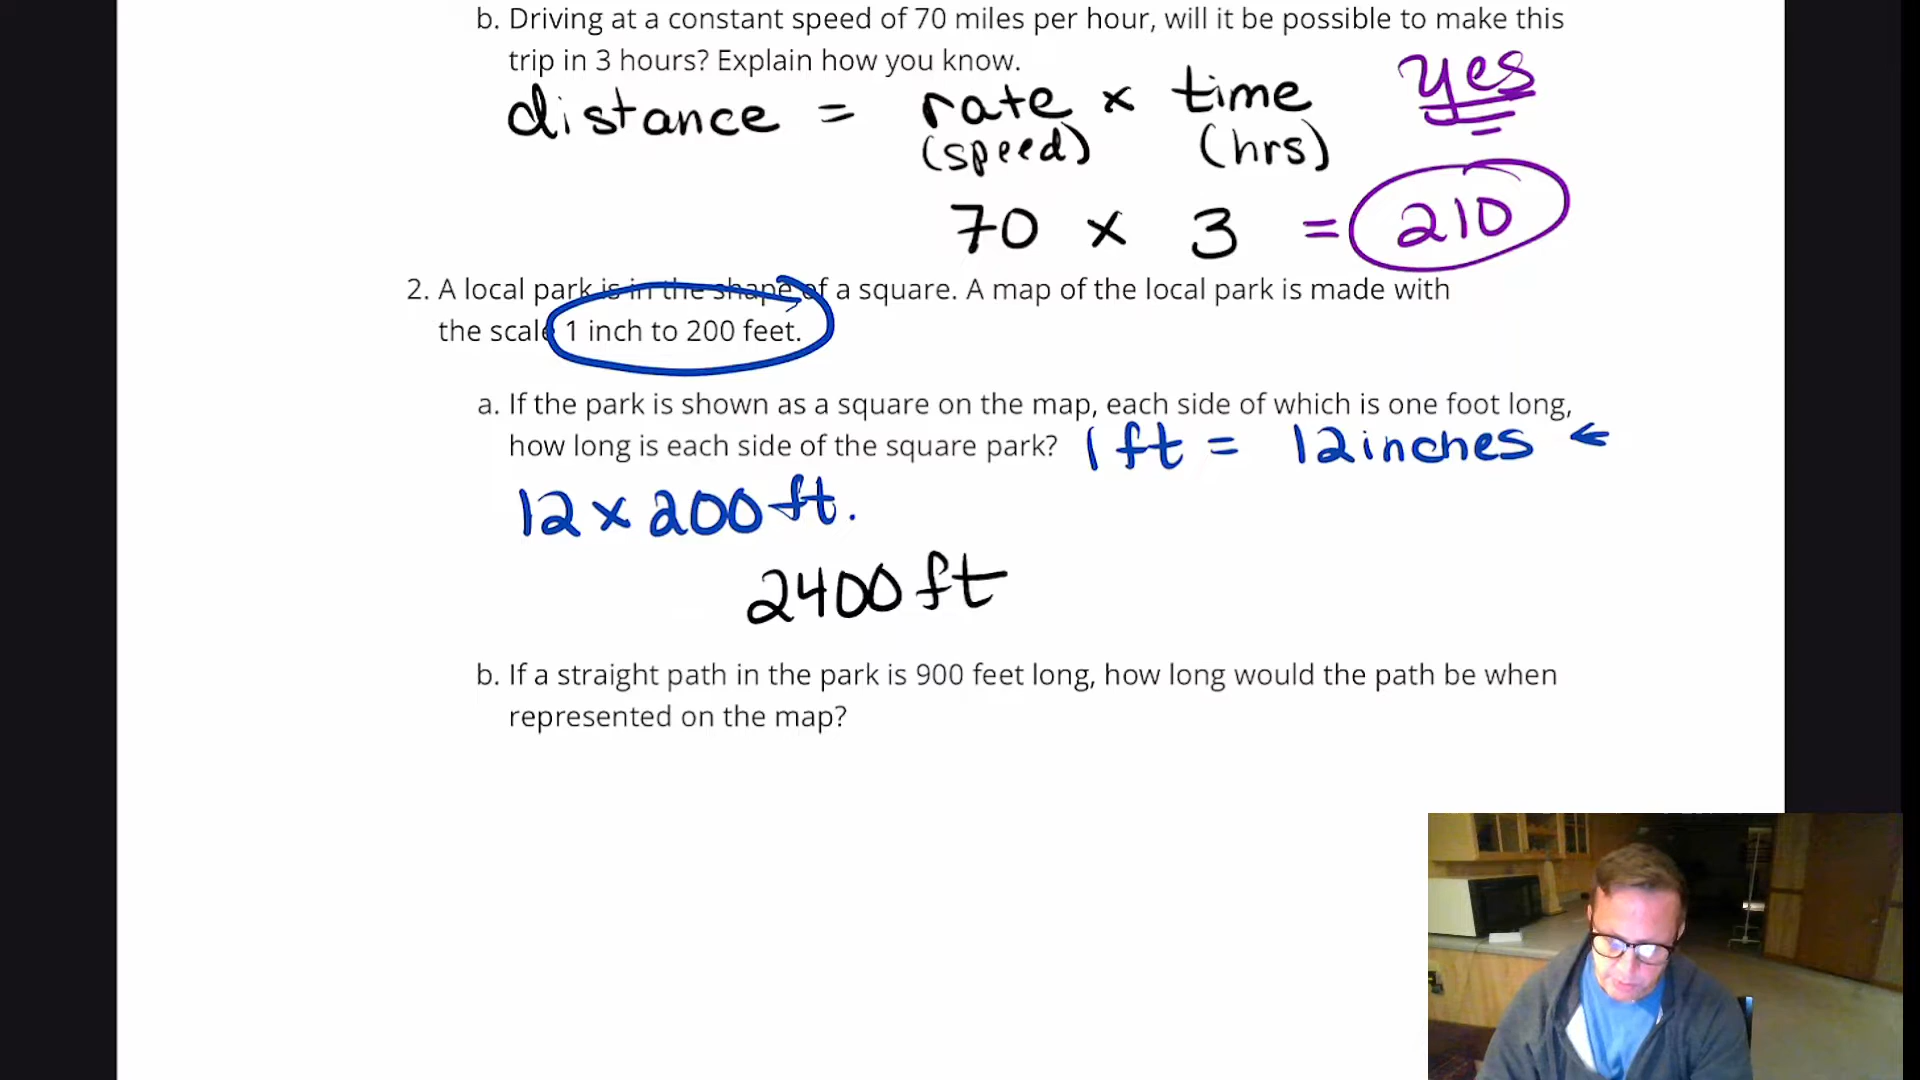 b. Driving at a constant speed of 70 miles per hour, will it be possible to make this
trip in 3 hours? Explain how you know.
yes
distance = rate x time
(speed) (hrs)
70 x 3 = 210
2. A local park is in the shape of a square. A map of the local park is made with
the scale 1 inch to 200 feet.
a. If the park is shown as a square on the map, each side of which is one foot long,
how long is each side of the square park? 1 ft = 12 inches ←
12 x 200 ft.
2400 ft
b. If a straight path in the park is 900 feet long, how long would the path be when
represented on the map?